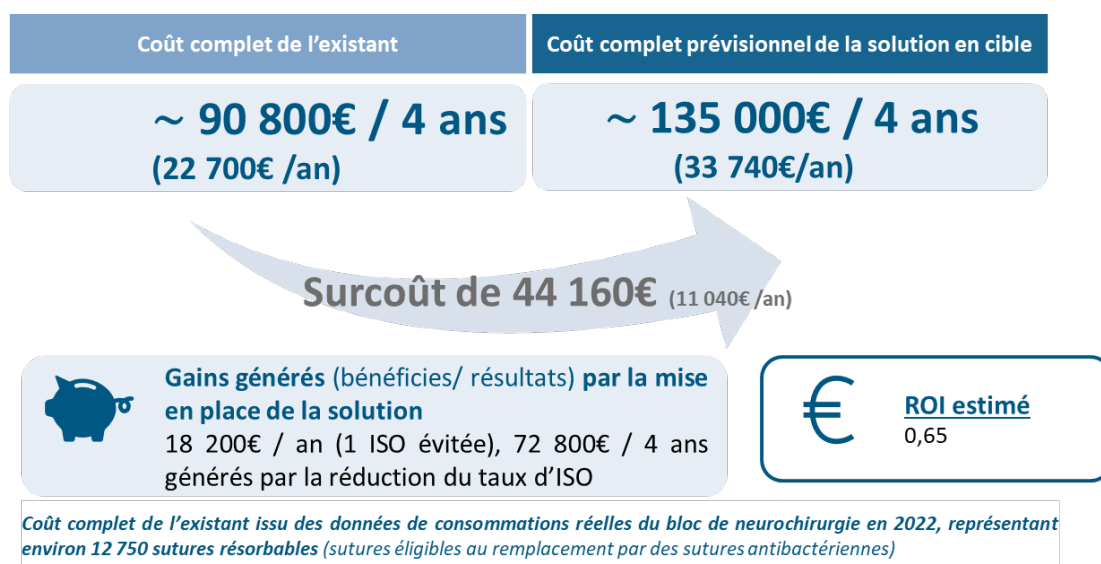 Coût complet de l'existant
Coût complet prévisionnel de la solution en cible
~ 90 800€ / 4 ans
(22 700€ /an)
~ 135 000€ / 4 ans
(33 740€/an)
Surcoût de 44 160€ (11 040€ /an)
Gains générés (bénéficies/ résultats) par la mise
en place de la solution
18 200€ / an (1 ISO évitée), 72 800€ / 4 ans
générés par la réduction du taux d'ISO
€
ROI estimé
0,65
Coût complet de l'existant issu des données de consommations réelles du bloc de neurochirurgie en 2022, représentant
environ 12 750 sutures résorbables (sutures éligibles au remplacement par des sutures antibactériennes)